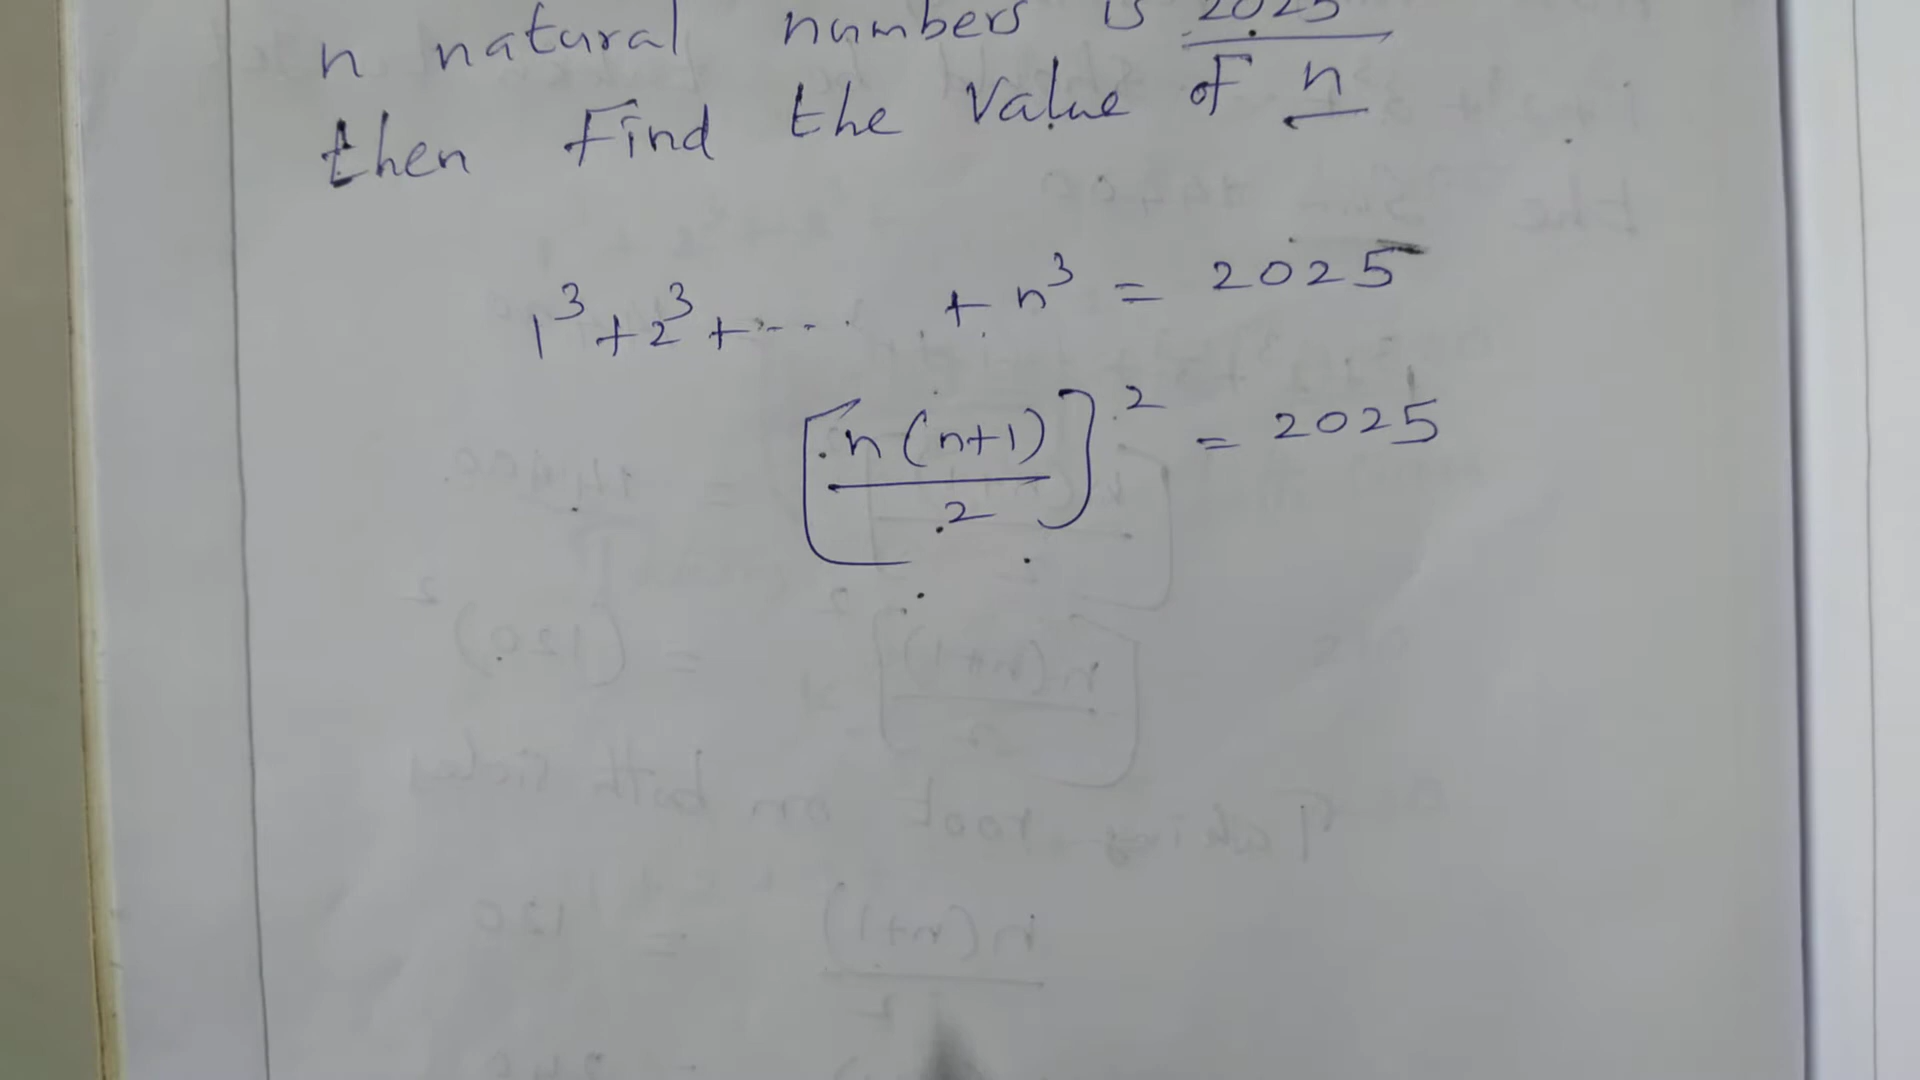 n natural numbers is 2025
then Find the Value of n
1³+2³+---- + n³ = 2025
[n(n+1)/2]² = 2025